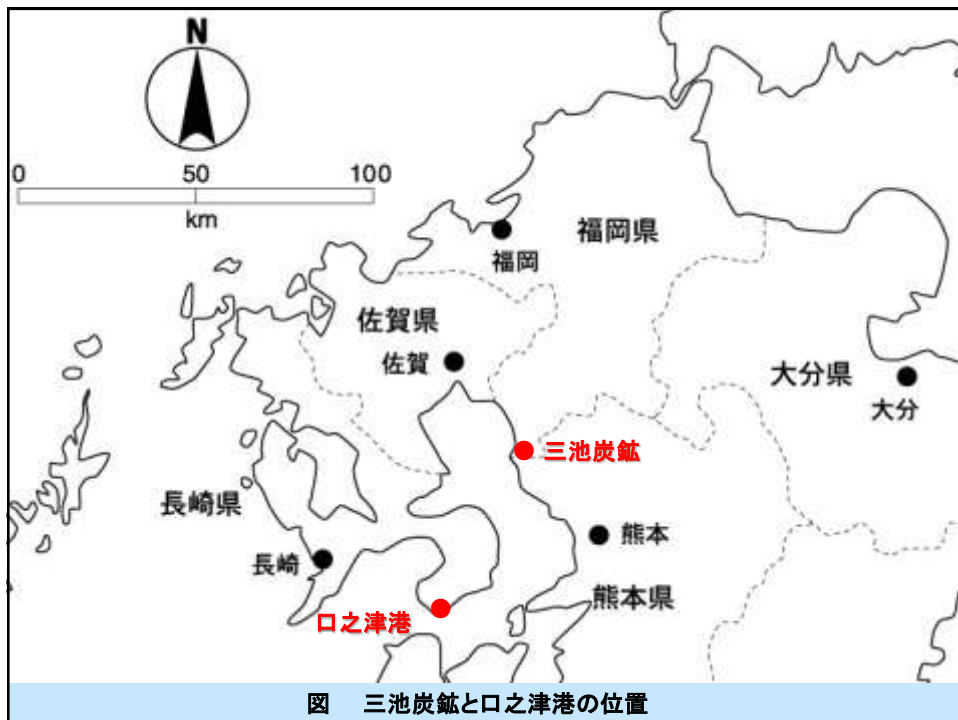 N
0 50 100
km
福岡県
福岡
佐賀県
佐賀
大分県
大分
三池炭鉱
長崎県
熊本
長崎
熊本県
口之津港
図 三池炭鉱と口之津港の位置